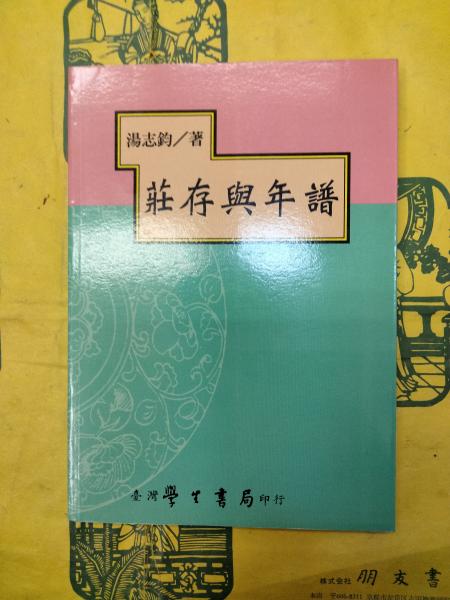 湯志鈞／著
莊存與年譜
臺灣學生書局印行
株式会社 朋友書